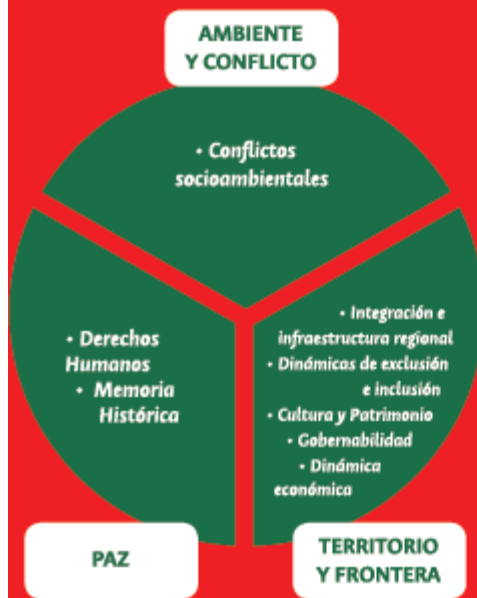 AMBIENTE
Y CONFLICTO
• Conflictos
socioambientales
• Derechos
Humanos
• Memoria
Histórica
• Integración e
infraestructura regional
• Dinámicas de exclusión
e inclusión
• Cultura y Patrimonio
• Gobernabilidad
• Dinámica
económica
PAZ
TERRITORIO
Y FRONTERA